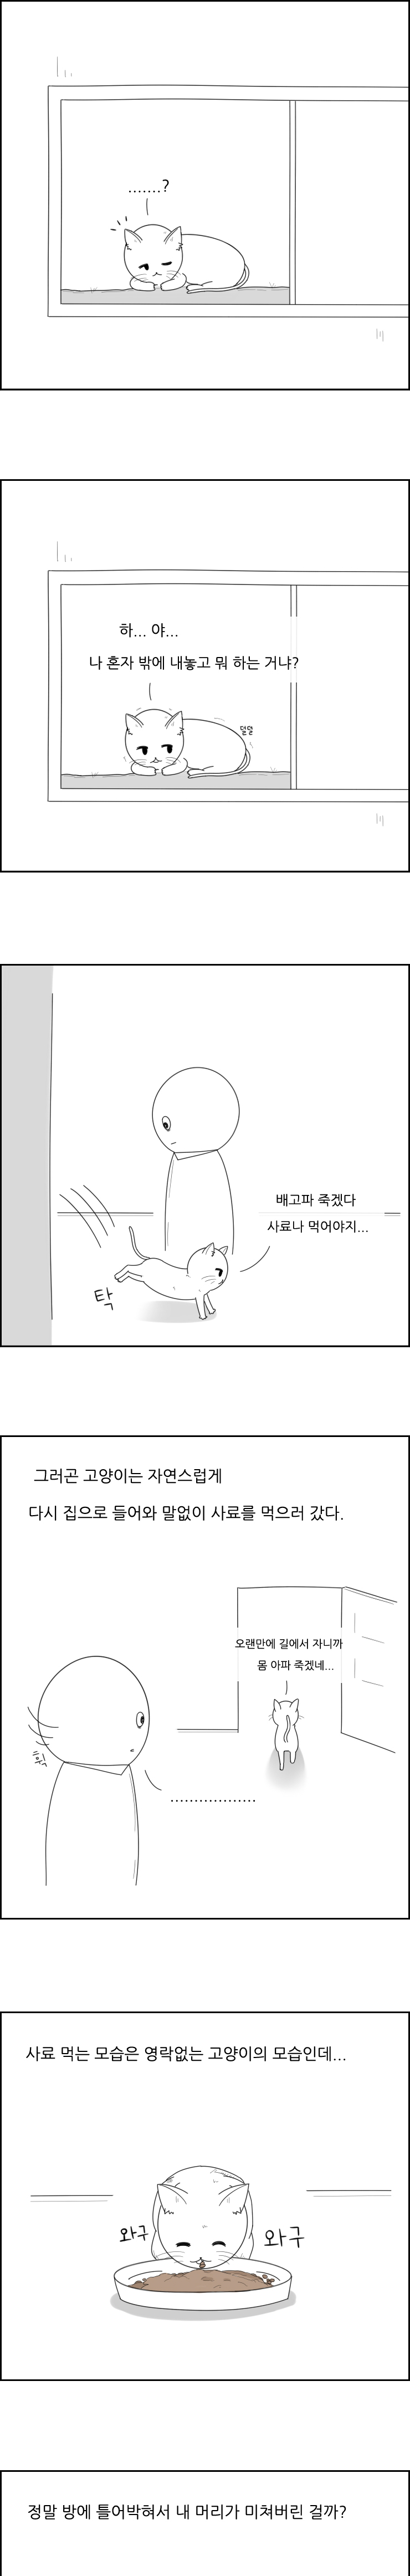 .......?
하... 야...
나 혼자 밖에 내놓고 뭐 하는 거냐?
덜덜
배고파 죽겠다
사료나 먹어야지...
탁
그러곤 고양이는 자연스럽게
다시 집으로 들어와 말없이 사료를 먹으러 갔다.
오랜만에 길에서 자니까
몸 아파 죽겠네...
휙
..................
사료 먹는 모습은 영락없는 고양이의 모습인데...
와구
와구
정말 방에 틀어박혀서 내 머리가 미쳐버린 걸까?